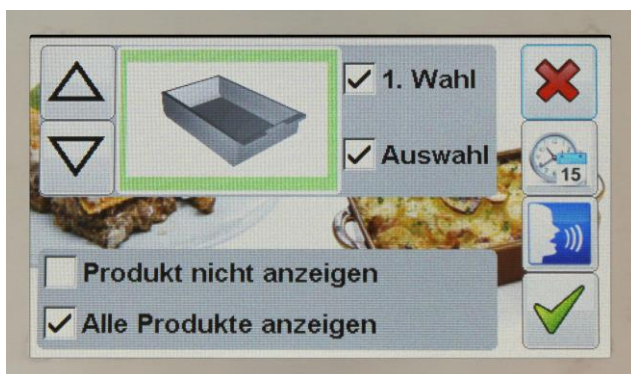 1. Wahl
Auswahl
15
Produkt nicht anzeigen
Alle Produkte anzeigen